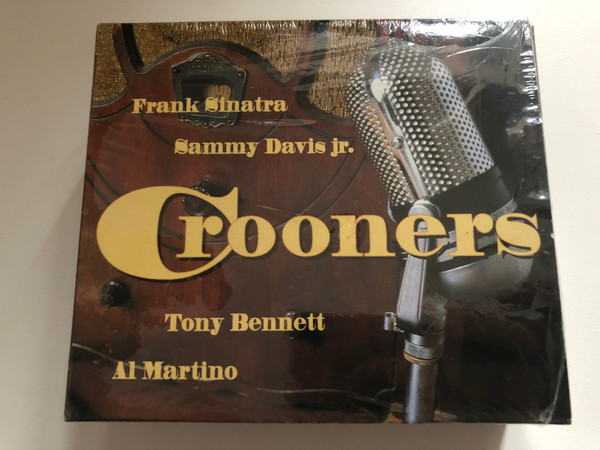 Frank Sinatra
Sammy Davis jr.
Crooners
Tony Bennett
Al Martino